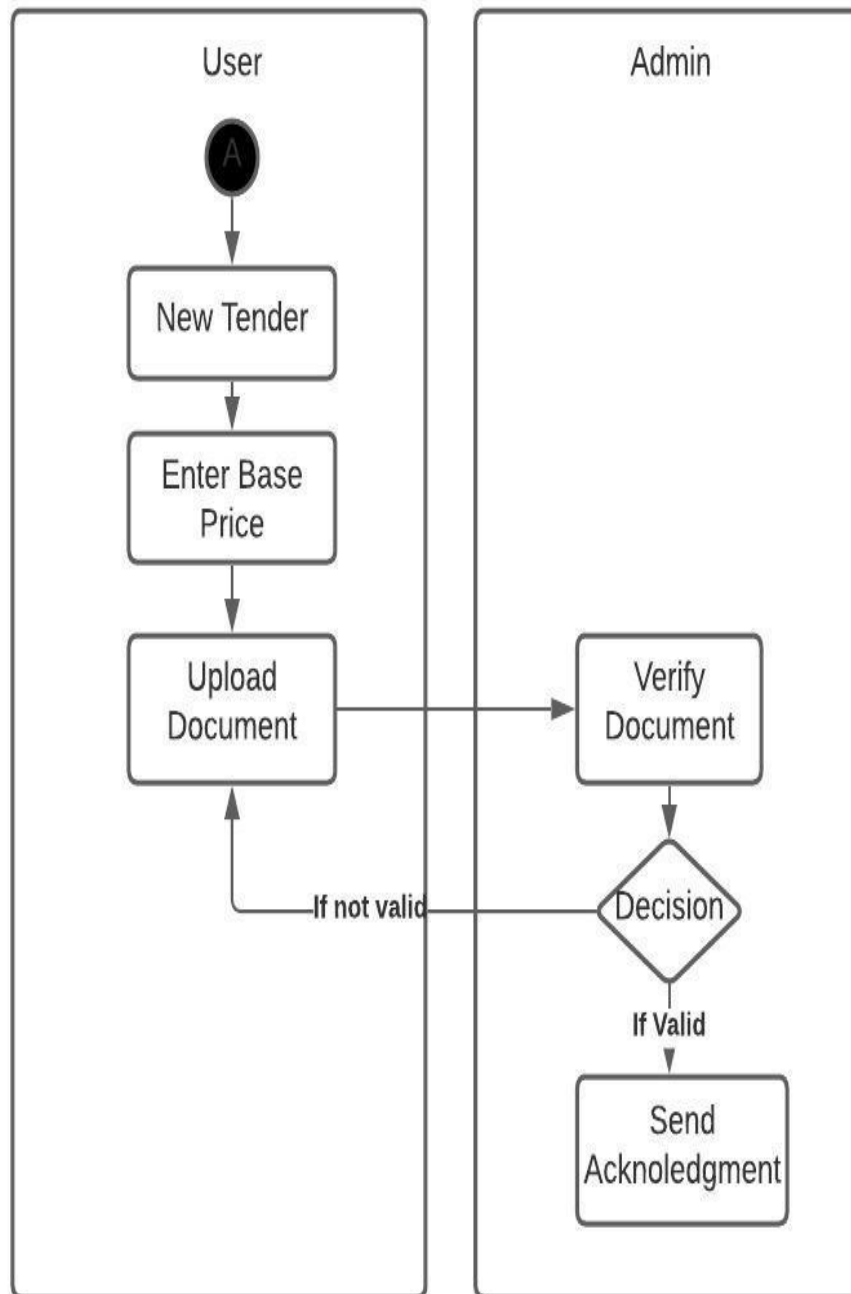 User
Admin
A
New Tender
Enter Base
Price
Upload
Document
Verify
Document
If not valid
Decision
If Valid
Send
Acknoledgment